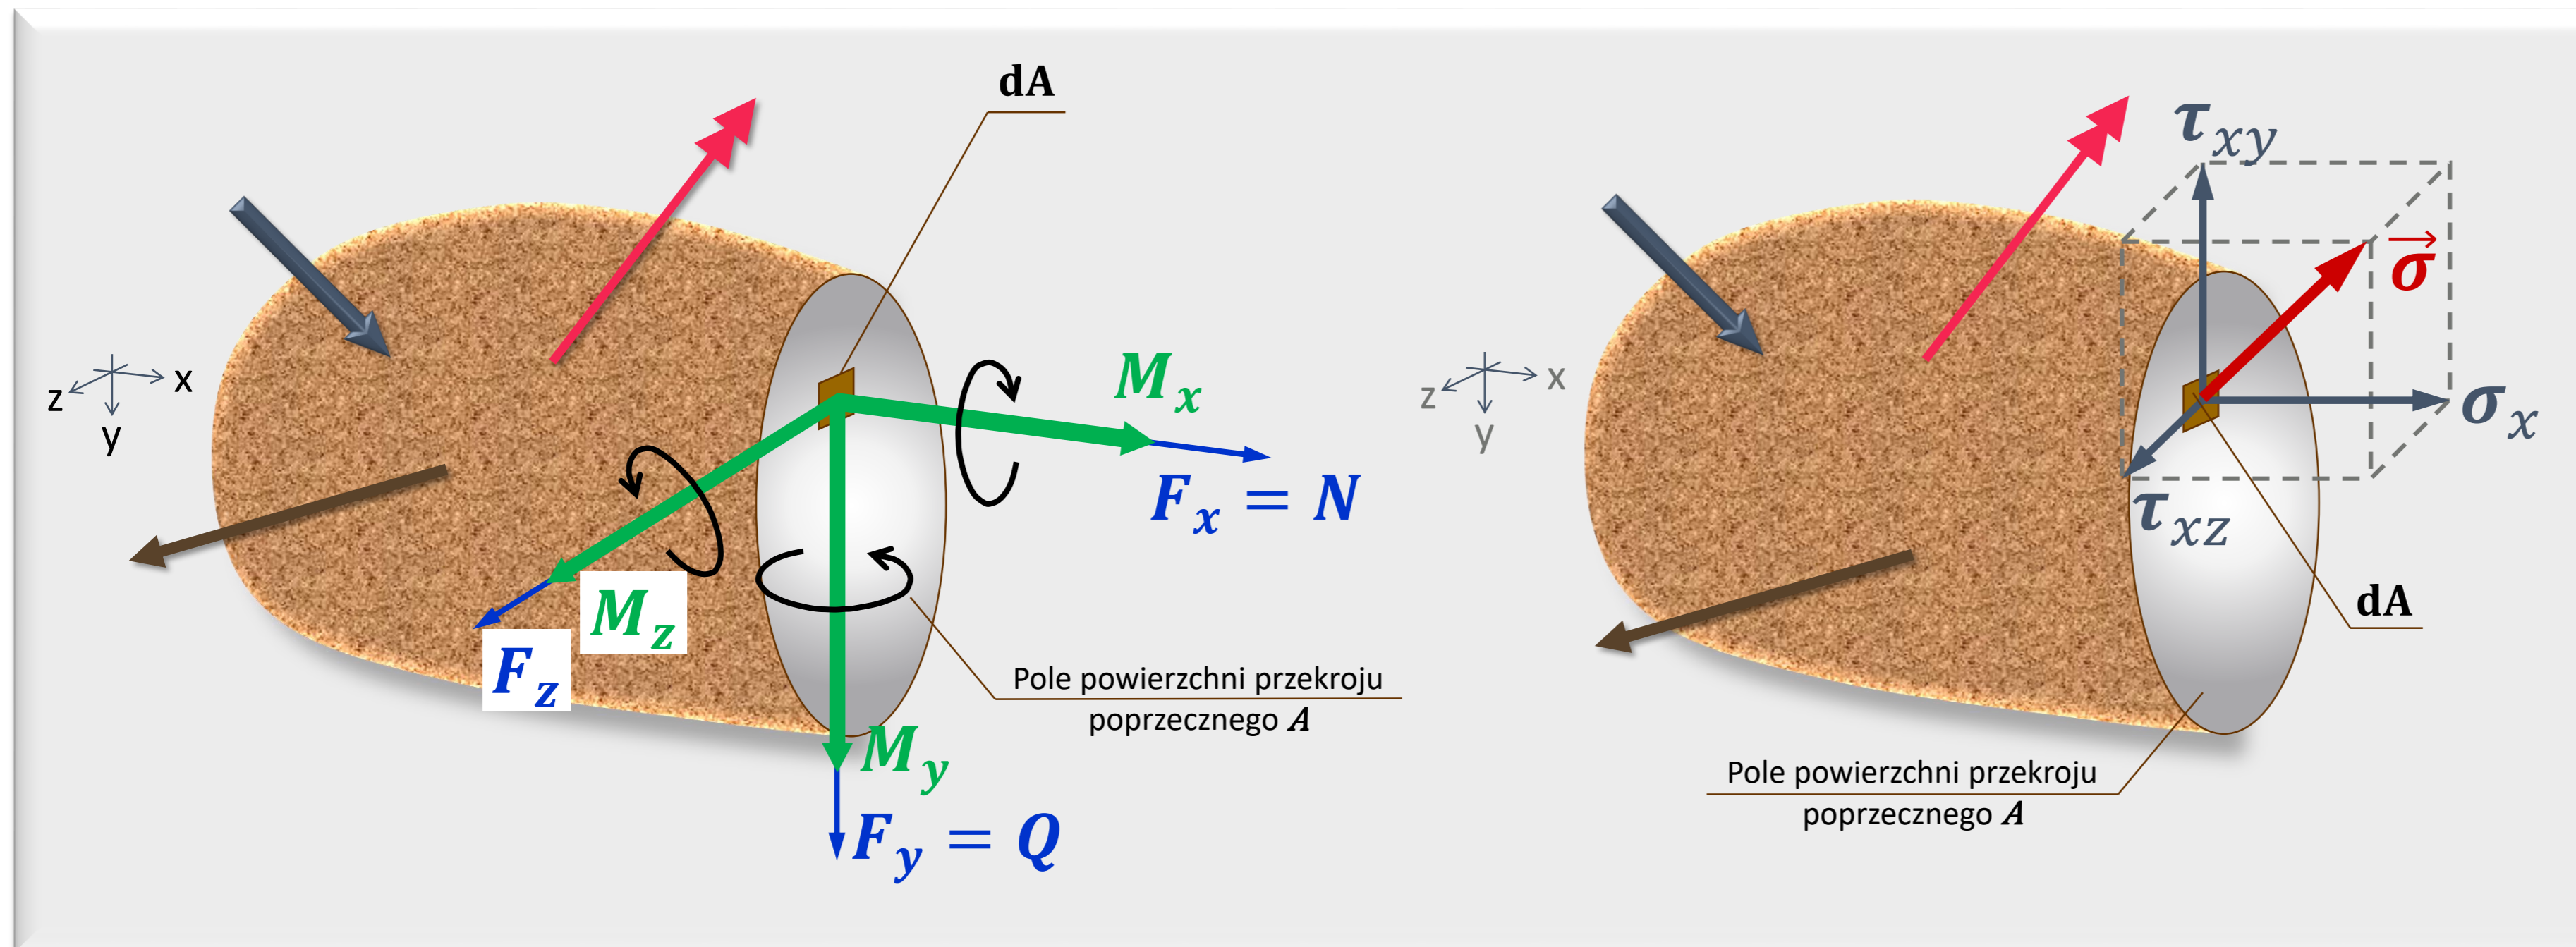 dA
z
x
y
M_x
F_x = N
M_z
F_z
Pole powierzchni przekroju
poprzecznego A
M_y
F_y = Q
τ_xy
σ⃗
z
x
y
σ_x
τ_xz
dA
Pole powierzchni przekroju
poprzecznego A